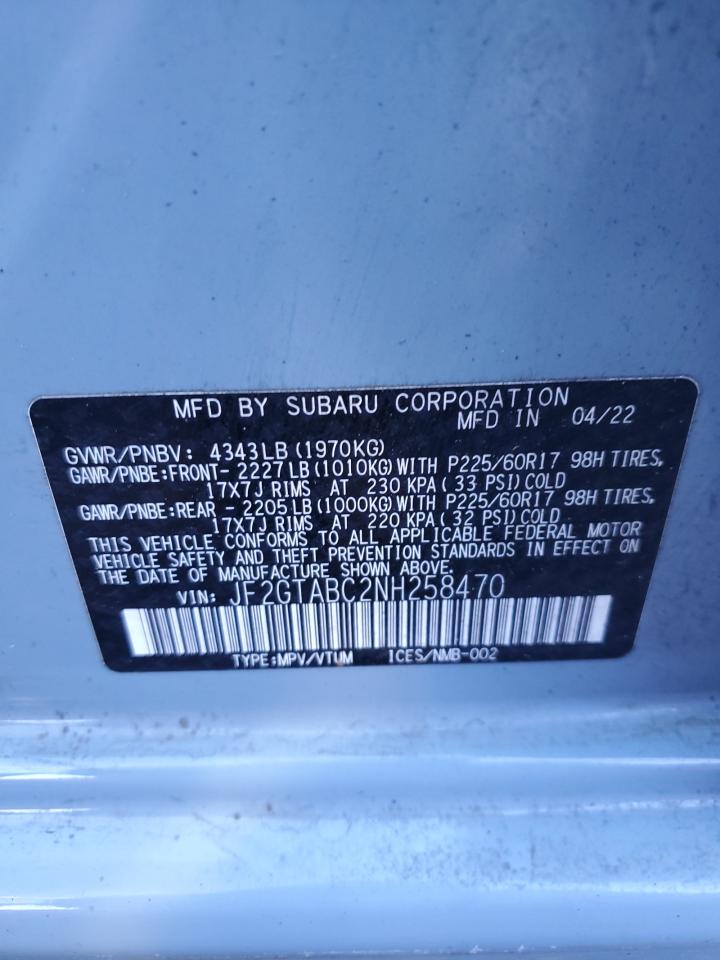 MFD BY SUBARU CORPORATION
MFD IN 04/22
GVWR/PNBV: 4343LB(1970KG)
GAWR/PNBE:FRONT- 2227LB(1010KG)WITH P225/60R17 98H TIRES,
17X7J RIMS AT 230 KPA(33 PSI)COLD
GAWR/PNBE:REAR - 2205LB(1000KG)WITH P225/60R17 98H TIRES,
17X7J RIMS AT 220 KPA(32 PSI)COLD.
THIS VEHICLE CONFORMS TO ALL APPLICABLE FEDERAL MOTOR
VEHICLE SAFETY AND THEFT PREVENTION STANDARDS IN EFFECT ON
THE DATE OF MANUFACTURE SHOWN ABOVE.
VIN: JF2GTABC2NH258470
TYPE:MPV/VTUM ICES/NMB-002